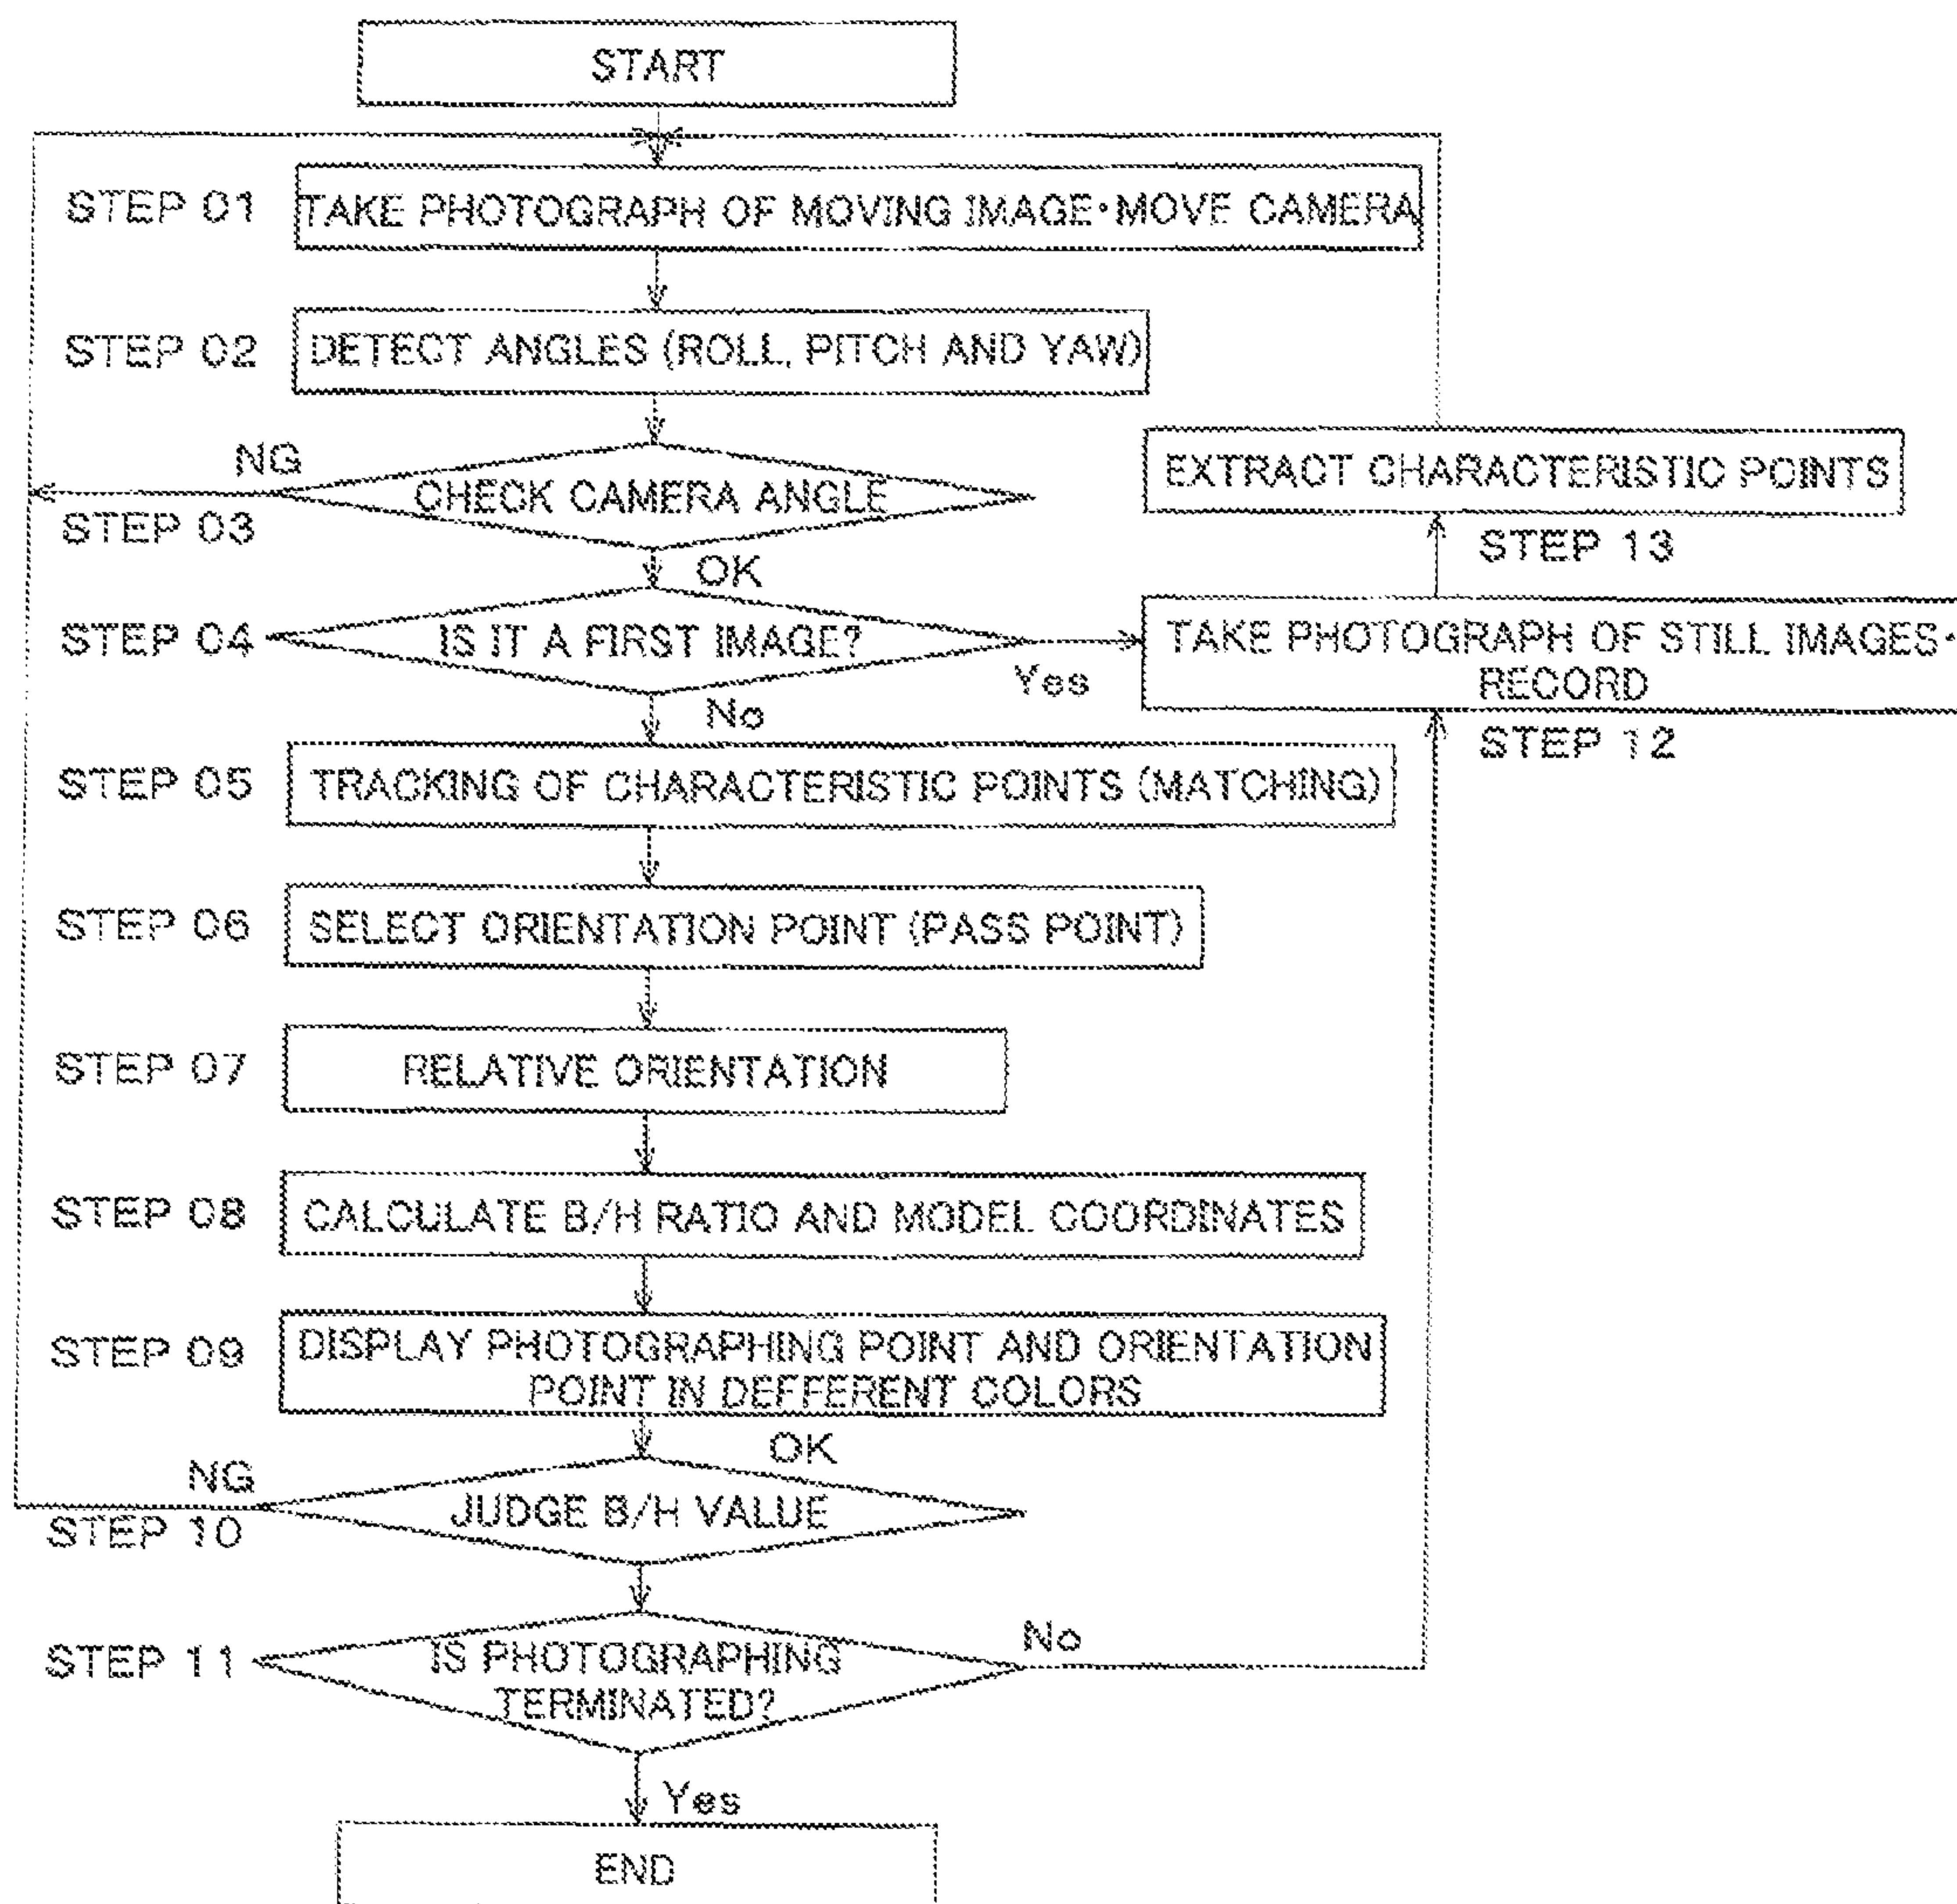 START
STEP 01
TAKE PHOTOGRAPH OF MOVING IMAGE·MOVE CAMERA
STEP 02
DETECT ANGLES (ROLL, PITCH AND YAW)
NG
CHECK CAMERA ANGLE
STEP 03
OK
EXTRACT CHARACTERISTIC POINTS
STEP 13
STEP 04
IS IT A FIRST IMAGE?
Yes
No
TAKE PHOTOGRAPH OF STILL IMAGES·
RECORD
STEP 12
STEP 05
TRACKING OF CHARACTERISTIC POINTS (MATCHING)
STEP 06
SELECT ORIENTATION POINT (PASS POINT)
STEP 07
RELATIVE ORIENTATION
STEP 08
CALCULATE B/H RATIO AND MODEL COORDINATES
STEP 09
DISPLAY PHOTOGRAPHING POINT AND ORIENTATION
POINT IN DEFFERENT COLORS
OK
NG
JUDGE B/H VALUE
STEP 10
STEP 11
IS PHOTOGRAPHING
TERMINATED?
No
Yes
END